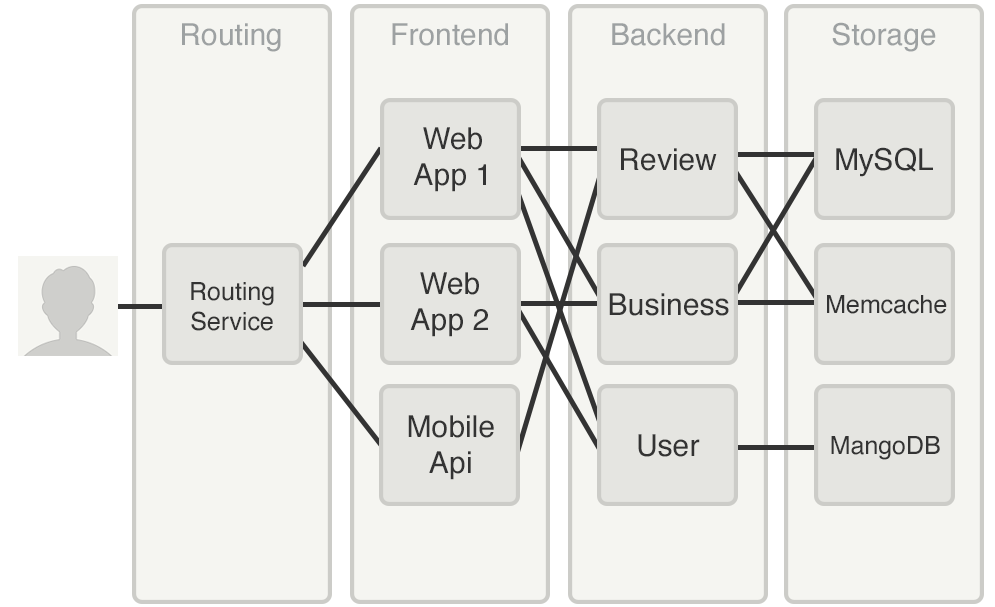 Routing
Frontend
Backend
Storage
Web
App 1
Review
MySQL
Routing
Service
Web
App 2
Business
Memcache
Mobile
Api
User
MangoDB